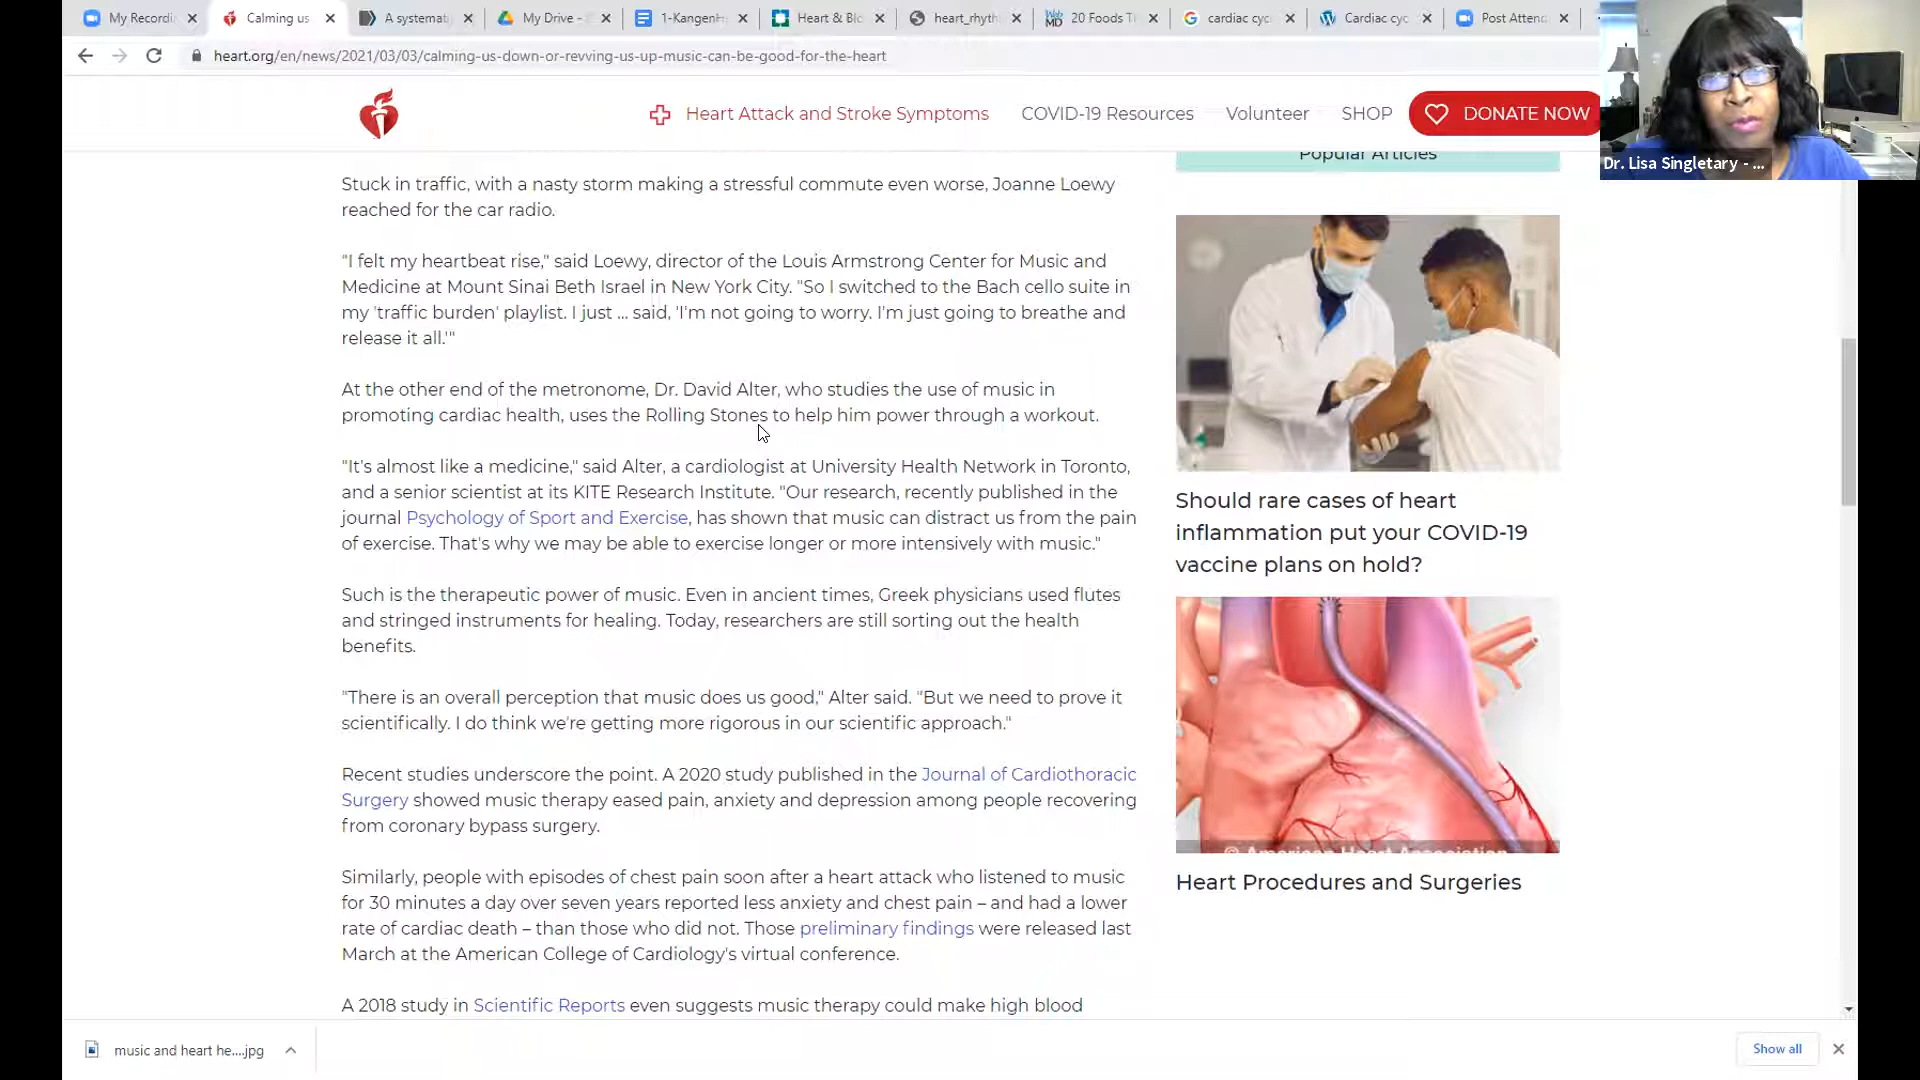 My Recordi
Calming us
A systemati
My Drive -
1-KangenH
Heart & Blo
heart_rhyth
20 Foods Th
cardiac cyc
Cardiac cyc
Post Attend
heart.org/en/news/2021/03/03/calming-us-down-or-revving-us-up-music-can-be-good-for-the-heart
Heart Attack and Stroke Symptoms
COVID-19 Resources
Volunteer
SHOP
DONATE NOW
Dr. Lisa Singletary - ...
Stuck in traffic, with a nasty storm making a stressful commute even worse, Joanne Loewy
reached for the car radio.
"I felt my heartbeat rise," said Loewy, director of the Louis Armstrong Center for Music and
Medicine at Mount Sinai Beth Israel in New York City. "So I switched to the Bach cello suite in
my 'traffic burden' playlist. I just ... said, 'I'm not going to worry. I'm just going to breathe and
release it all.'"
At the other end of the metronome, Dr. David Alter, who studies the use of music in
promoting cardiac health, uses the Rolling Stones to help him power through a workout.
"It's almost like a medicine," said Alter, a cardiologist at University Health Network in Toronto,
and a senior scientist at its KITE Research Institute. "Our research, recently published in the
journal Psychology of Sport and Exercise, has shown that music can distract us from the pain
of exercise. That's why we may be able to exercise longer or more intensively with music."
Such is the therapeutic power of music. Even in ancient times, Greek physicians used flutes
and stringed instruments for healing. Today, researchers are still sorting out the health
benefits.
"There is an overall perception that music does us good," Alter said. "But we need to prove it
scientifically. I do think we're getting more rigorous in our scientific approach."
Recent studies underscore the point. A 2020 study published in the Journal of Cardiothoracic
Surgery showed music therapy eased pain, anxiety and depression among people recovering
from coronary bypass surgery.
Similarly, people with episodes of chest pain soon after a heart attack who listened to music
for 30 minutes a day over seven years reported less anxiety and chest pain – and had a lower
rate of cardiac death – than those who did not. Those preliminary findings were released last
March at the American College of Cardiology's virtual conference.
A 2018 study in Scientific Reports even suggests music therapy could make high blood
Popular Articles
Should rare cases of heart
inflammation put your COVID-19
vaccine plans on hold?
© American Heart Association
Heart Procedures and Surgeries
music and heart he....jpg
Show all